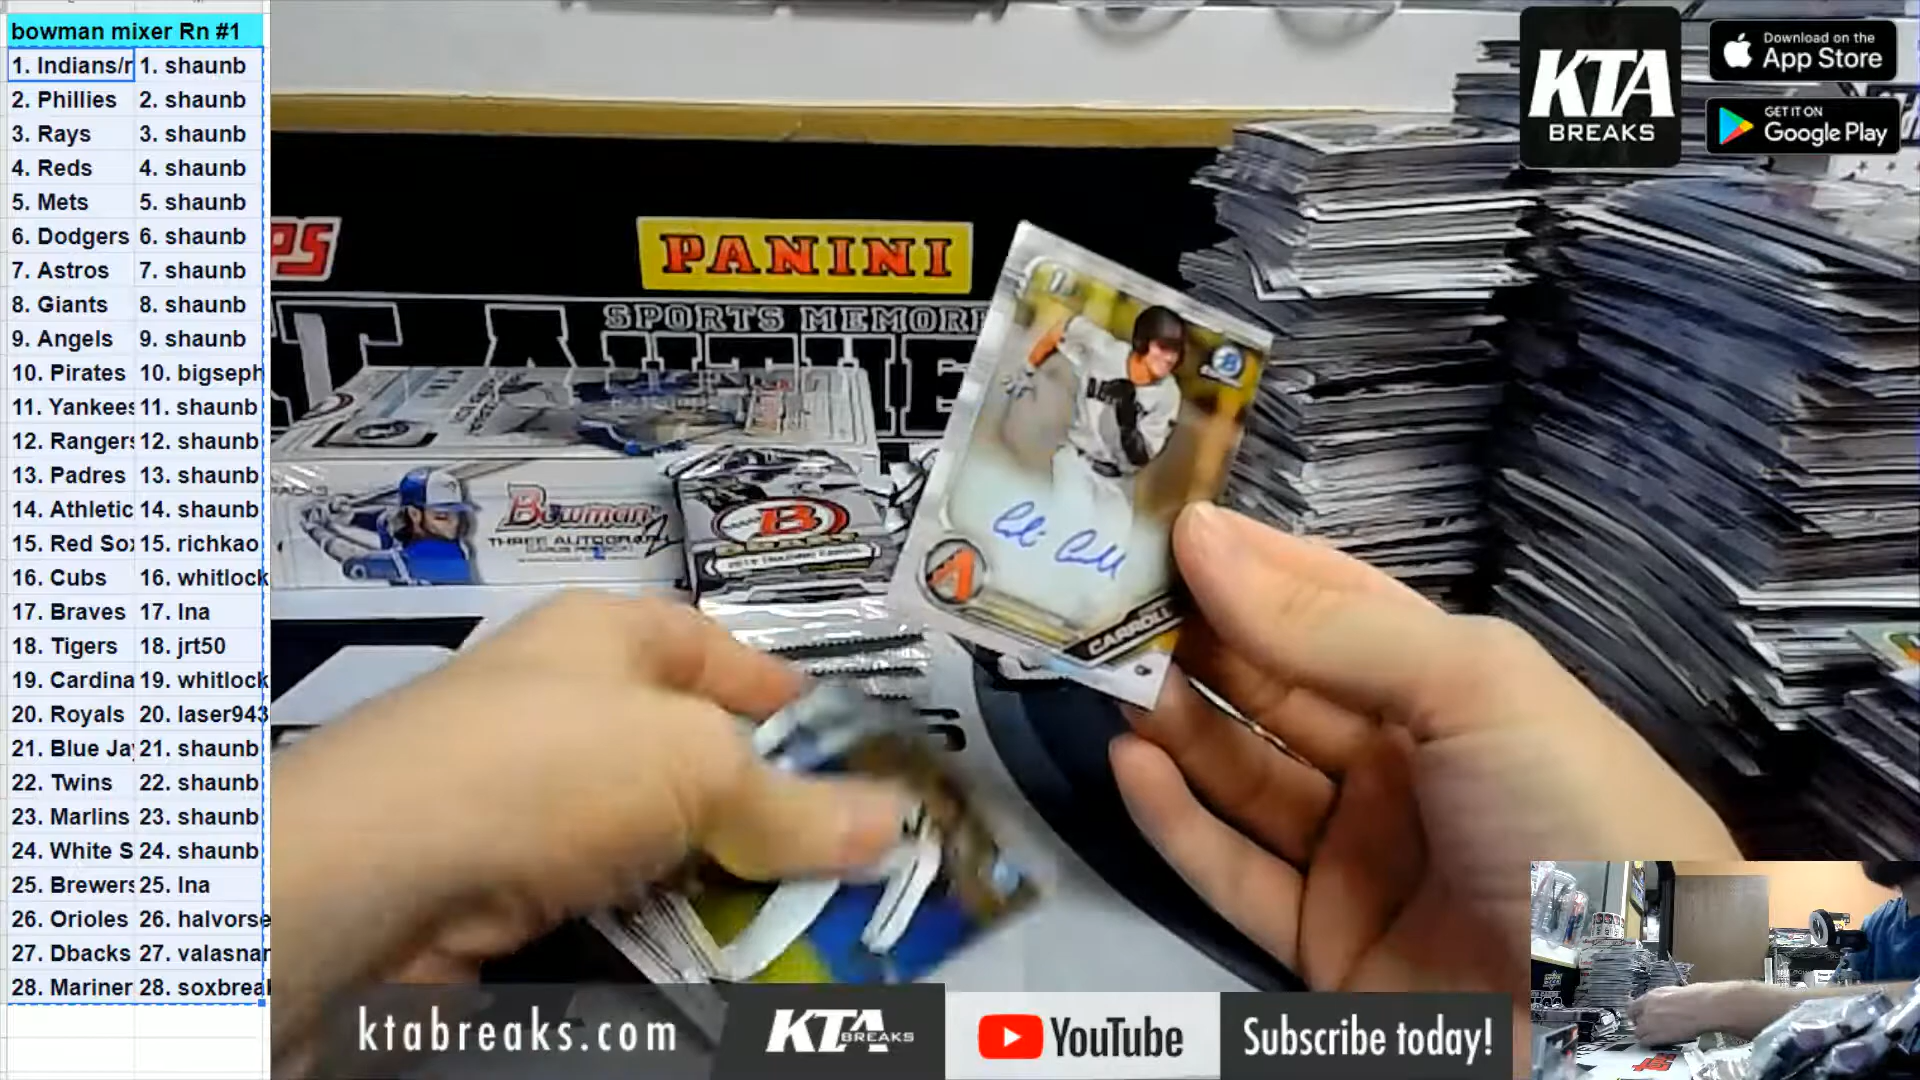 bowman mixer Rn #1
1. Indians/r 1. shaunb
2. Phillies 2. shaunb
3. Rays 3. shaunb
4. Reds 4. shaunb
5. Mets 5. shaunb
6. Dodgers 6. shaunb
7. Astros 7. shaunb
8. Giants 8. shaunb
9. Angels 9. shaunb
10. Pirates 10. bigseph
11. Yankees 11. shaunb
12. Rangers 12. shaunb
13. Padres 13. shaunb
14. Athletic 14. shaunb
15. Red Sox 15. richkao
16. Cubs 16. whitlock
17. Braves 17. lna
18. Tigers 18. jrt50
19. Cardina 19. whitlock
20. Royals 20. laser943
21. Blue Jay 21. shaunb
22. Twins 22. shaunb
23. Marlins 23. shaunb
24. White S 24. shaunb
25. Brewers 25. lna
26. Orioles 26. halvorse
27. Dbacks 27. valasnar
28. Mariner 28. soxbreak
KTA
BREAKS
Download on the
App Store
GET IT ON
Google Play
PS
PANINI
SPORTS MEMOR
Bowman
THREE AUTOGRAPH
B
CARROLL
ktabreaks.com
KTA BREAKS
YouTube
Subscribe today!